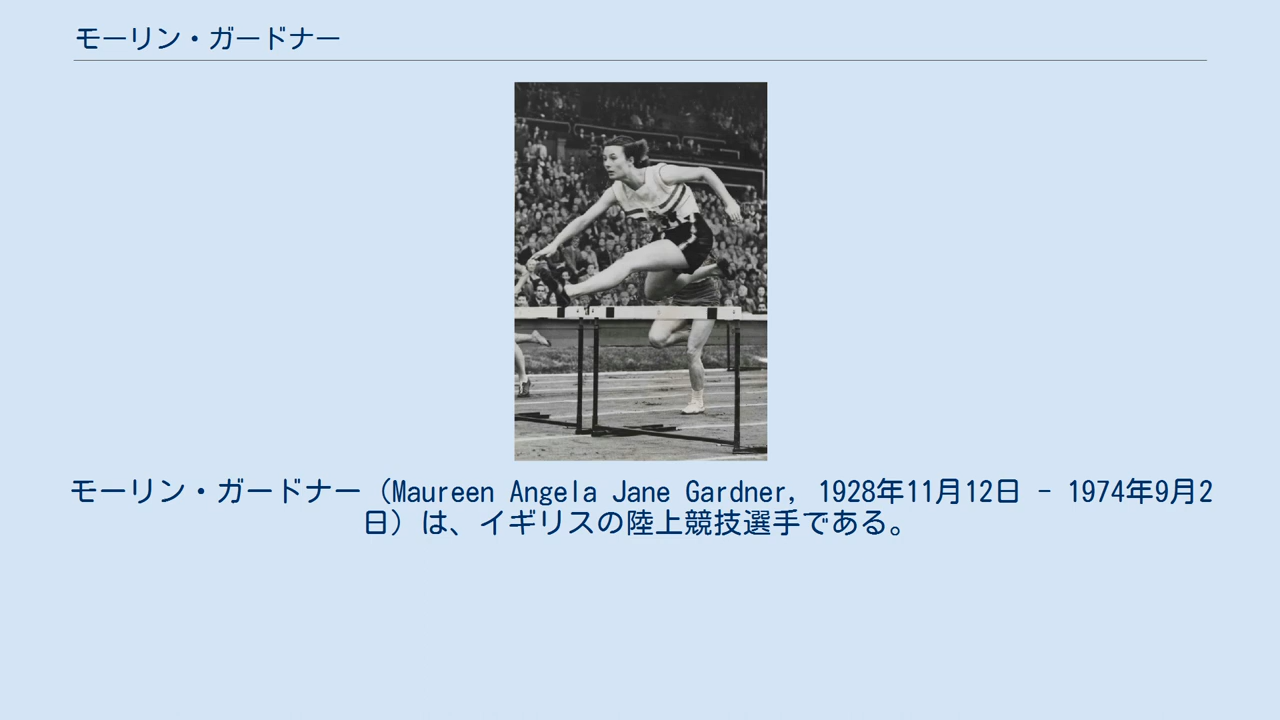 モーリン・ガードナー
モーリン・ガードナー（Maureen Angela Jane Gardner, 1928年11月12日 - 1974年9月2
日）は、イギリスの陸上競技選手である。